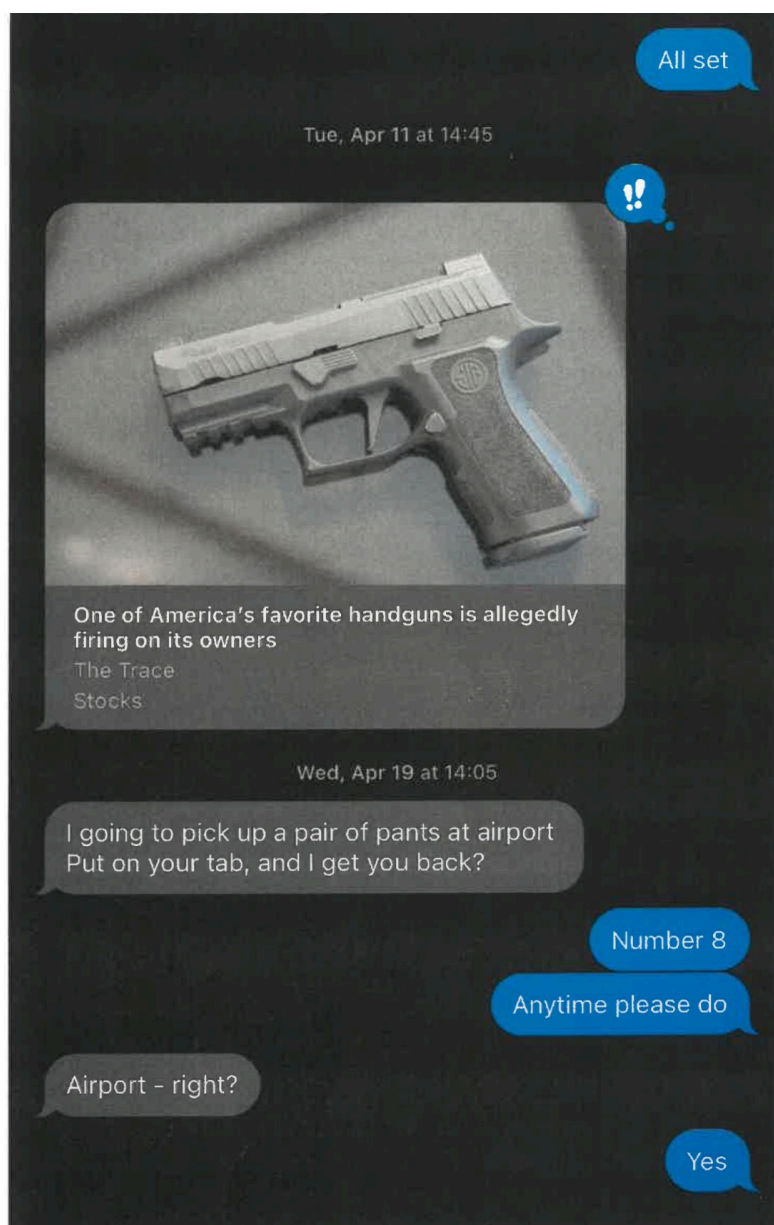 All set
Tue, Apr 11 at 14:45
!!
SIG
One of America's favorite handguns is allegedly
firing on its owners
The Trace
Stocks
Wed, Apr 19 at 14:05
I going to pick up a pair of pants at airport
Put on your tab, and I get you back?
Number 8
Anytime please do
Airport - right?
Yes